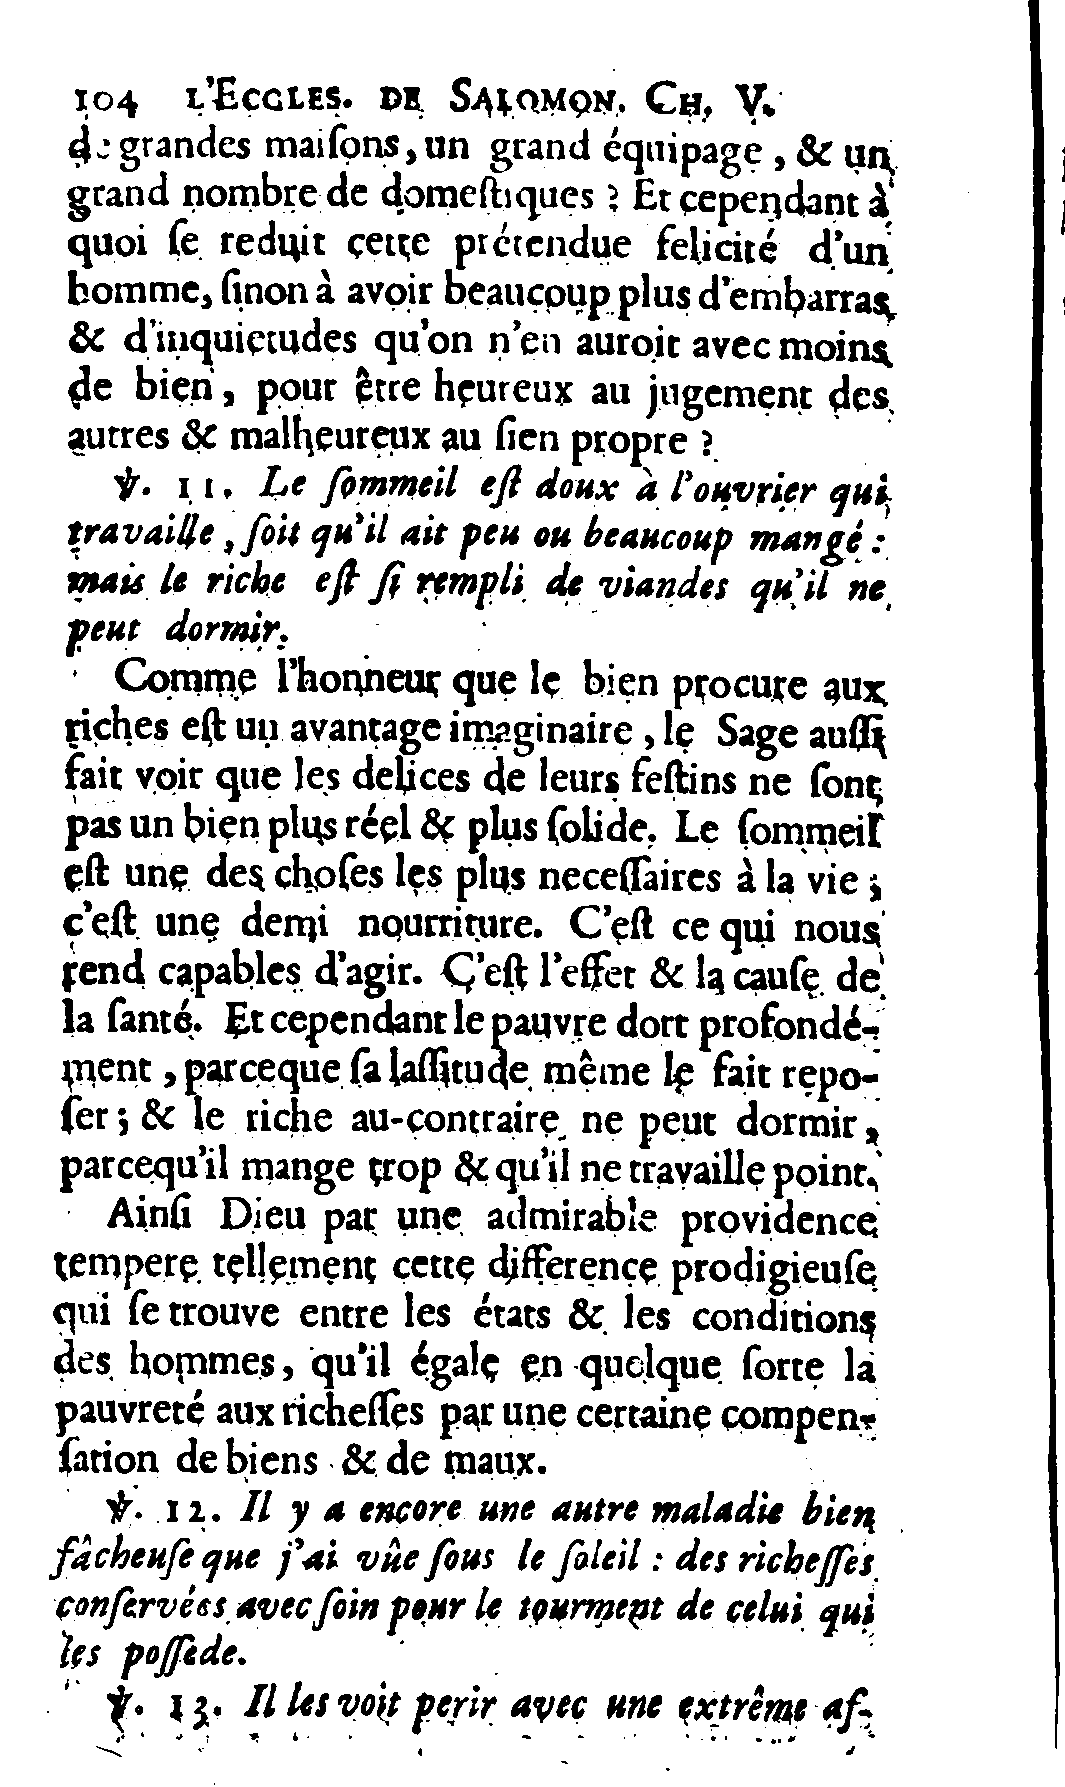 104 L'ECCLES. DE SALOMON. CH. V.
de grandes maiſons, un grand équipage, & un
grand nombre de domeſtiques ? Et cependant à
quoi ſe reduit cette prétendue felicité d'un
homme, ſinon à avoir beaucoup plus d'embarras
& d'inquietudes qu'on n'en auroit avec moins
de bien, pour être heureux au jugement des
autres & malheureux au ſien propre ?
℣. 11. Le ſommeil eſt doux à l'ouvrier qui
travaille, ſoit qu'il ait peu ou beaucoup mangé :
mais le riche eſt ſi rempli de viandes qu'il ne
peut dormir.
Comme l'honneur que le bien procure aux
riches eſt un avantage imaginaire, le Sage auſſi
fait voir que les delices de leurs feſtins ne ſont
pas un bien plus réel & plus ſolide. Le ſommeil
eſt une des choſes les plus neceſſaires à la vie ;
c'eſt une demi nourriture. C'eſt ce qui nous
rend capables d'agir. C'eſt l'effet & la cauſe de
la ſanté. Et cependant le pauvre dort profondé-
ment, parceque ſa laſſitude même le fait repo-
ſer ; & le riche au-contraire ne peut dormir,
parcequ'il mange trop & qu'il ne travaille point.
Ainſi Dieu par une admirable providence
tempere tellement cette difference prodigieuſe
qui ſe trouve entre les états & les conditions
des hommes, qu'il égale en quelque ſorte la
pauvreté aux richeſſes par une certaine compen-
ſation de biens & de maux.
℣. 12. Il y a encore une autre maladie bien
fâcheuſe que j'ai vûe ſous le ſoleil : des richeſſes
conſervées avec ſoin pour le tourment de celui qui
les poſſede.
℣. 13. Il les voit perir avec une extrême af-